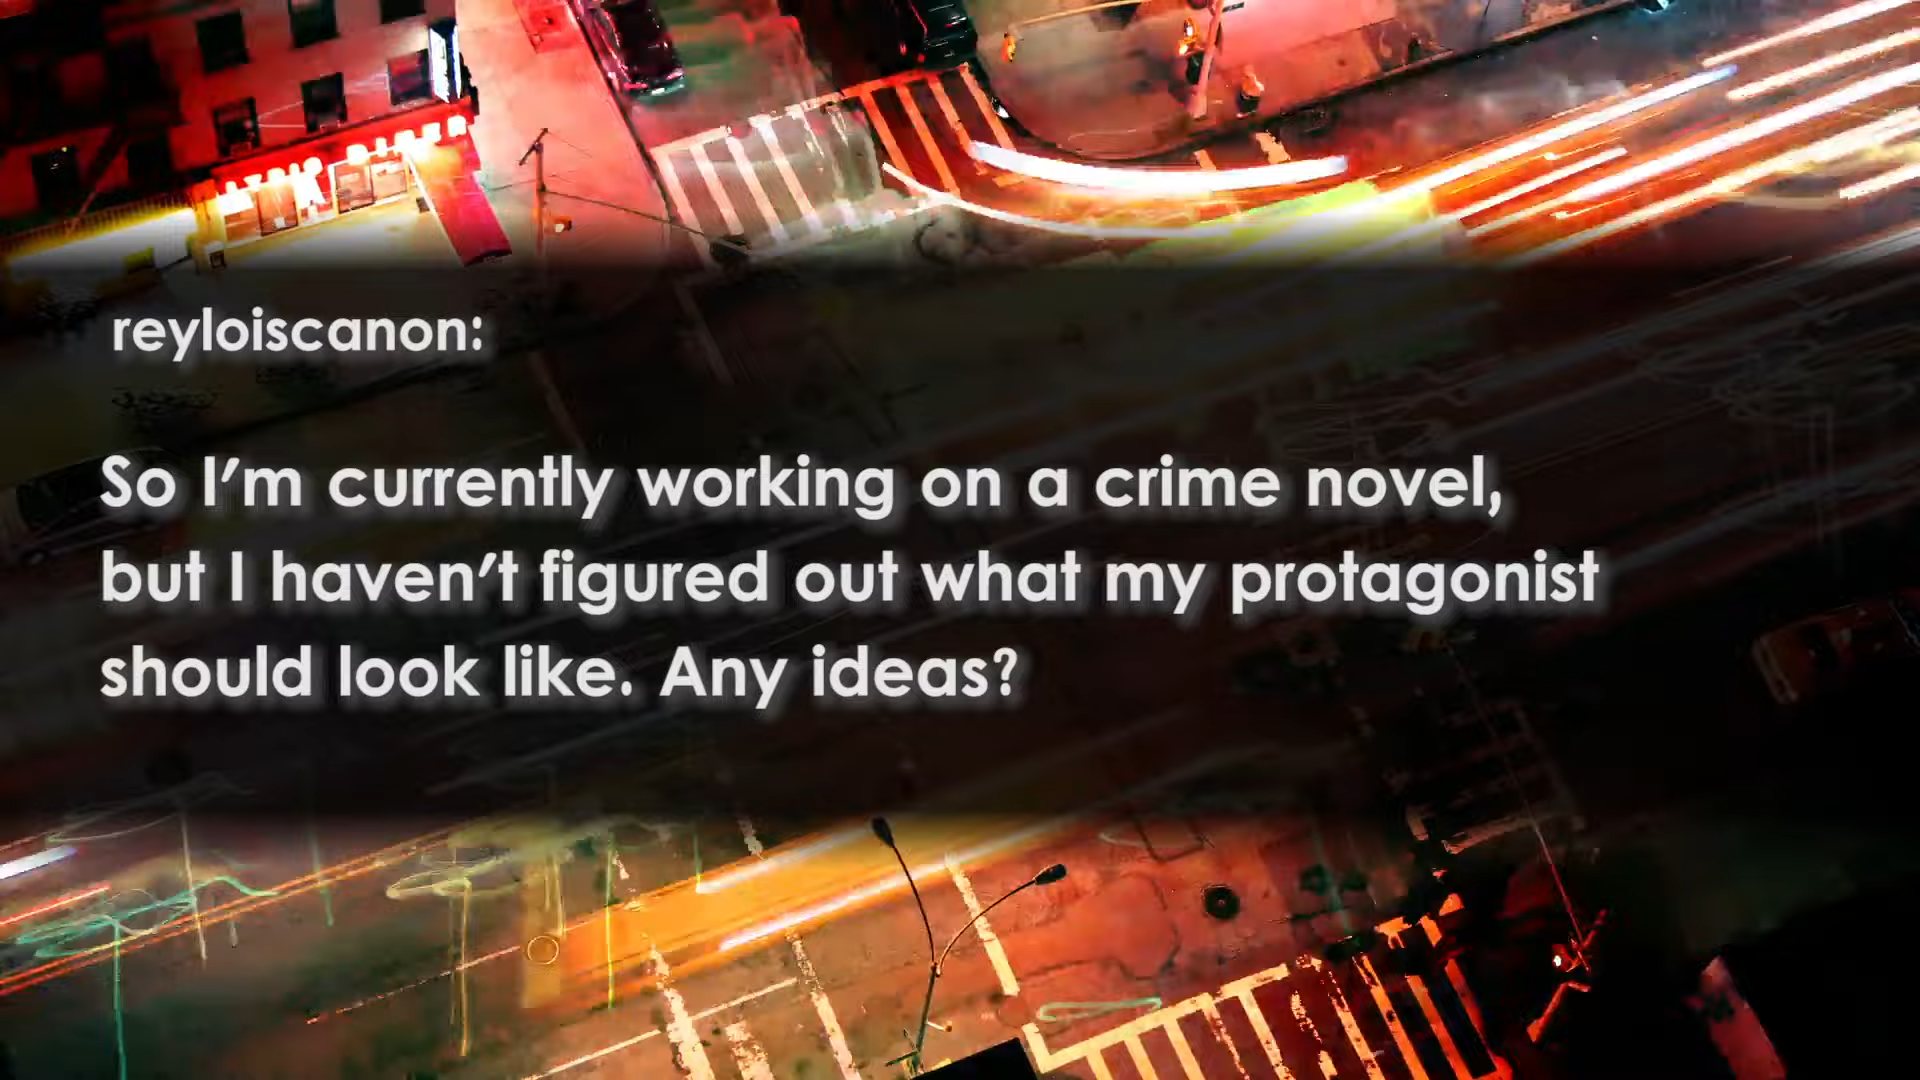 reyloiscanon:
So I'm currently working on a crime novel,
but I haven't figured out what my protagonist
should look like. Any ideas?